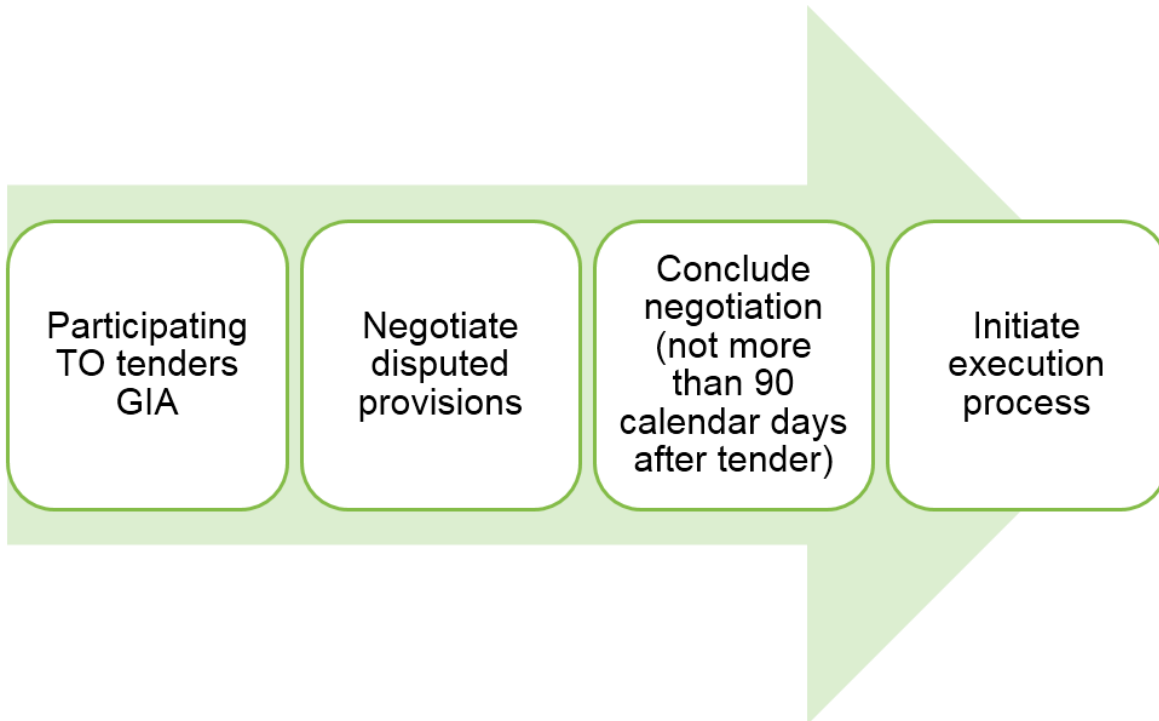 Participating
TO tenders
GIA
Negotiate
disputed
provisions
Conclude
negotiation
(not more
than 90
calendar days
after tender)
Initiate
execution
process